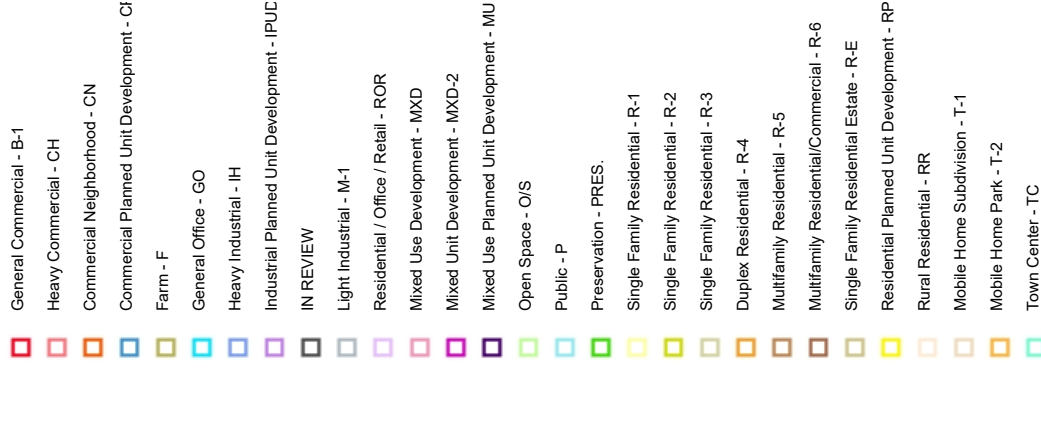 General Commercial - B-1
Heavy Commercial - CH
Commercial Neighborhood - CN
Commercial Planned Unit Development - CP
Farm - F
General Office - GO
Heavy Industrial - IH
Industrial Planned Unit Development - IPUD
IN REVIEW
Light Industrial - M-1
Residential / Office / Retail - ROR
Mixed Use Development - MXD
Mixed Unit Development - MXD-2
Mixed Use Planned Unit Development - MU
Open Space - O/S
Public - P
Preservation - PRES.
Single Family Residential - R-1
Single Family Residential - R-2
Single Family Residential - R-3
Duplex Residential - R-4
Multifamily Residential - R-5
Multifamily Residential/Commercial - R-6
Single Family Residential Estate - R-E
Residential Planned Unit Development - RP
Rural Residential - RR
Mobile Home Subdivision - T-1
Mobile Home Park - T-2
Town Center - TC